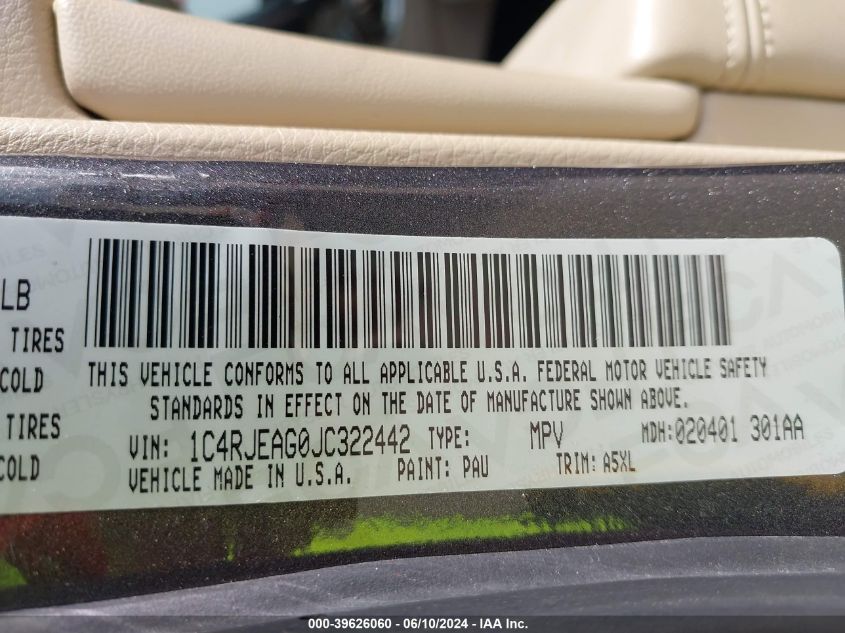 LB
TIRES
COLD
TIRES
COLD
THIS VEHICLE CONFORMS TO ALL APPLICABLE U.S.A. FEDERAL MOTOR VEHICLE SAFETY
STANDARDS IN EFFECT ON THE DATE OF MANUFACTURE SHOWN ABOVE.
VIN: 1C4RJEAG0JC322442 TYPE: MPV MDH:020401 301AA
VEHICLE MADE IN U.S.A. PAINT: PAU TRIM: A5XL
000-39626060 - 06/10/2024 - IAA Inc.